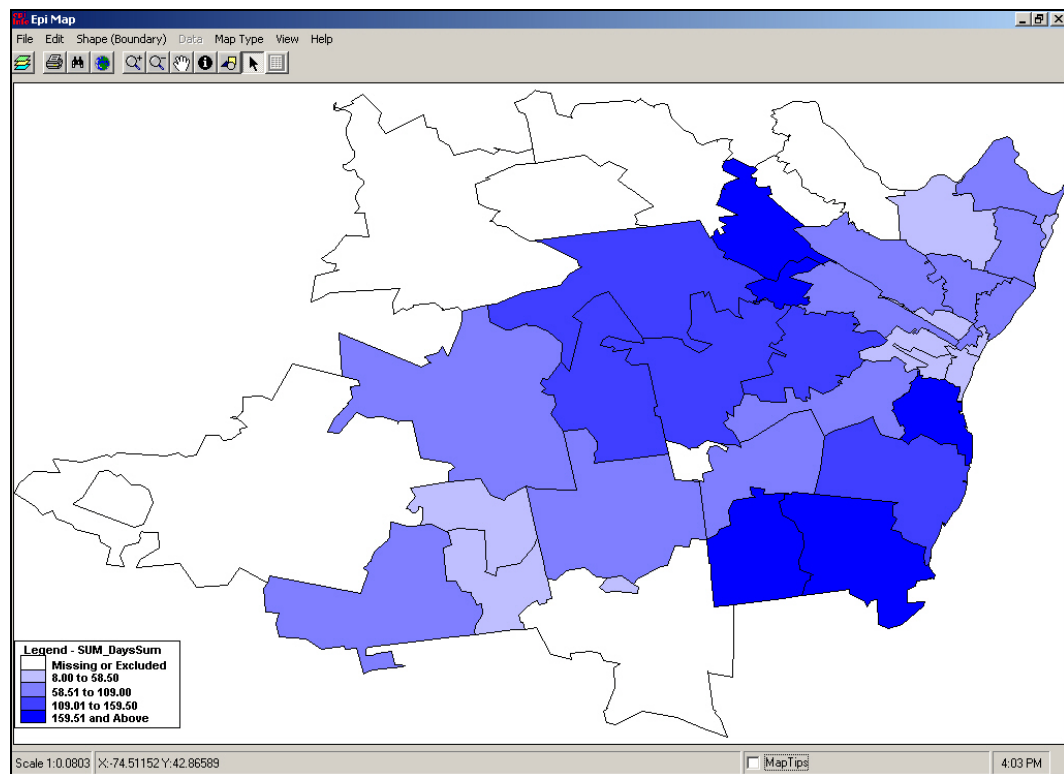 Epi Info Epi Map
File Edit Shape (Boundary) Data Map Type View Help
Legend - SUM_DaysSum
Missing or Excluded
8.00 to 58.50
58.51 to 109.00
109.01 to 159.50
159.51 and Above
Scale 1:0.0803 X:-74.51152 Y:42.86589 MapTips 4:03 PM